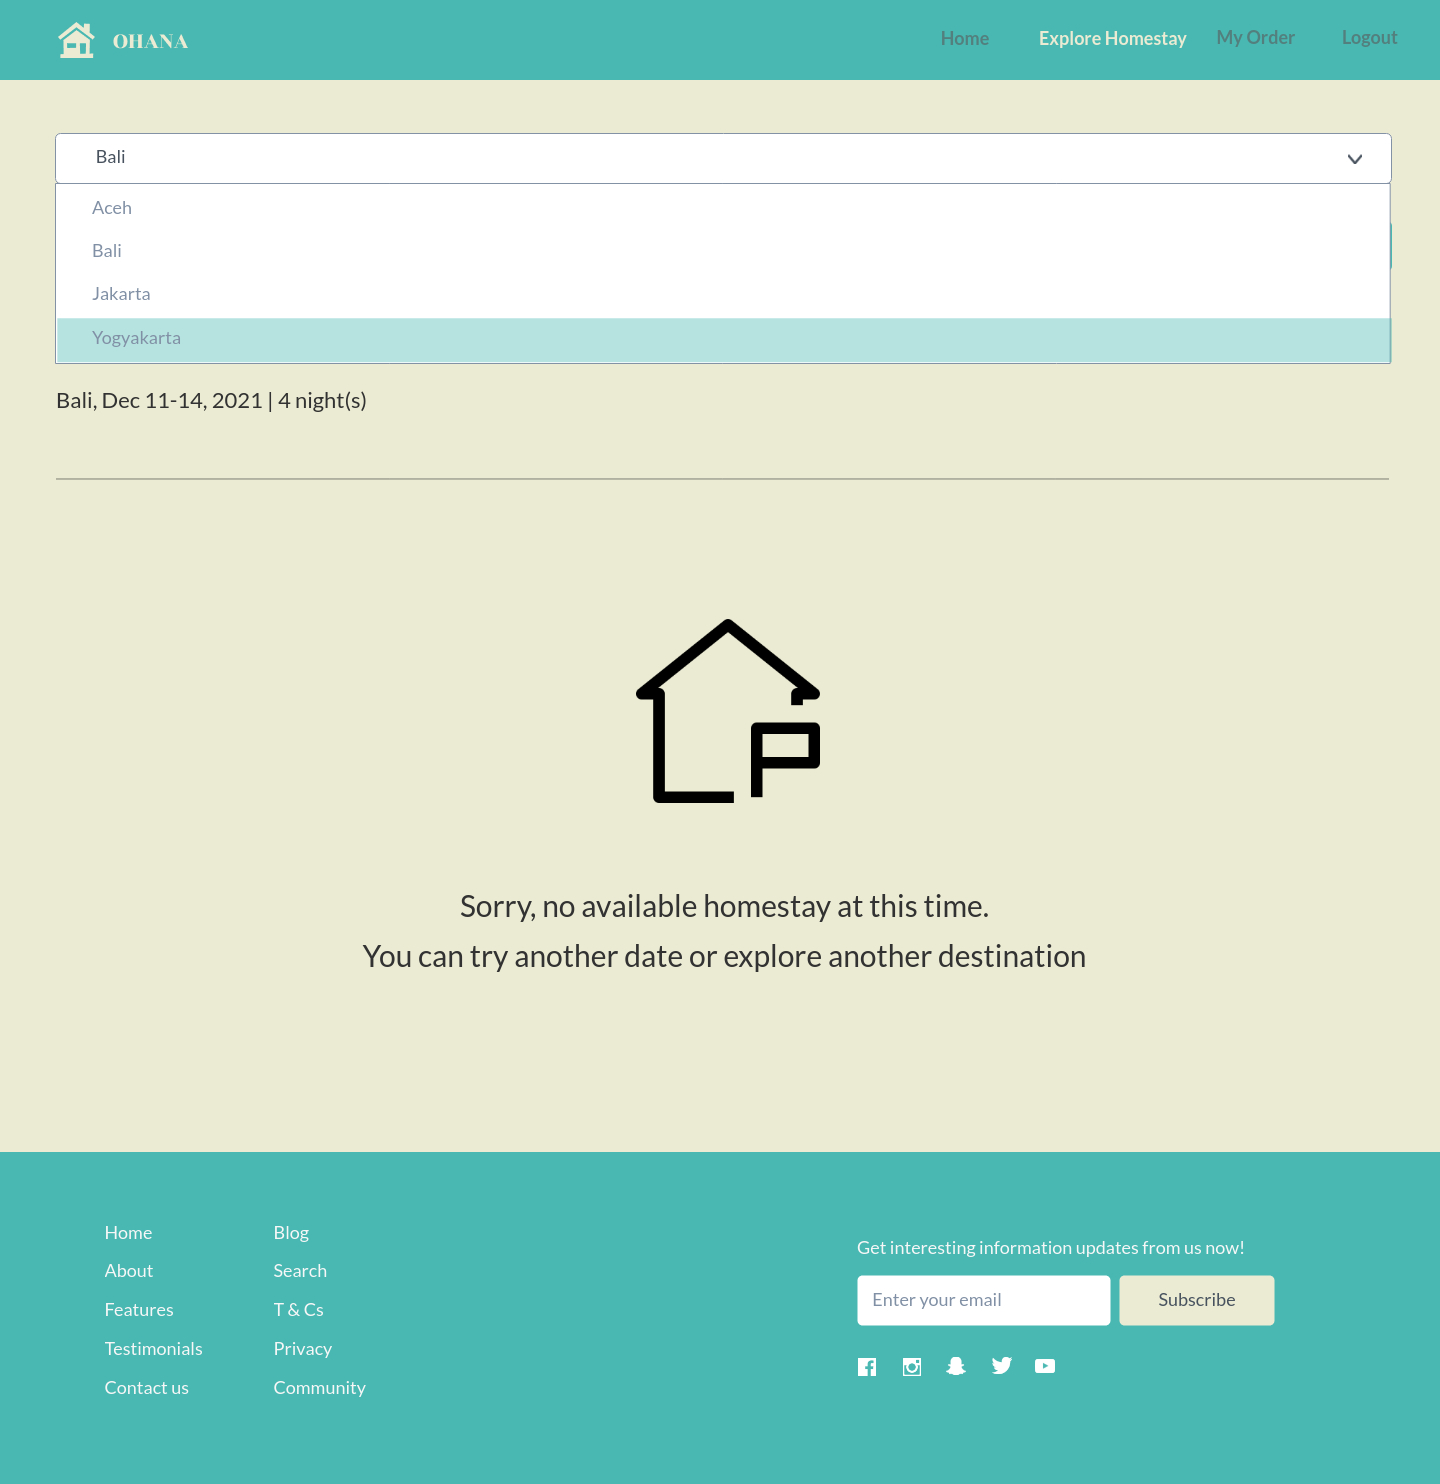 OHANA
Home
Explore Homestay
My Order
Logout
Bali
Aceh
Bali
Jakarta
Yogyakarta
Bali, Dec 11-14, 2021 | 4 night(s)
Sorry, no available homestay at this time.
You can try another date or explore another destination
Home
About
Features
Testimonials
Contact us
Blog
Search
T & Cs
Privacy
Community
Get interesting information updates from us now!
Enter your email
Subscribe